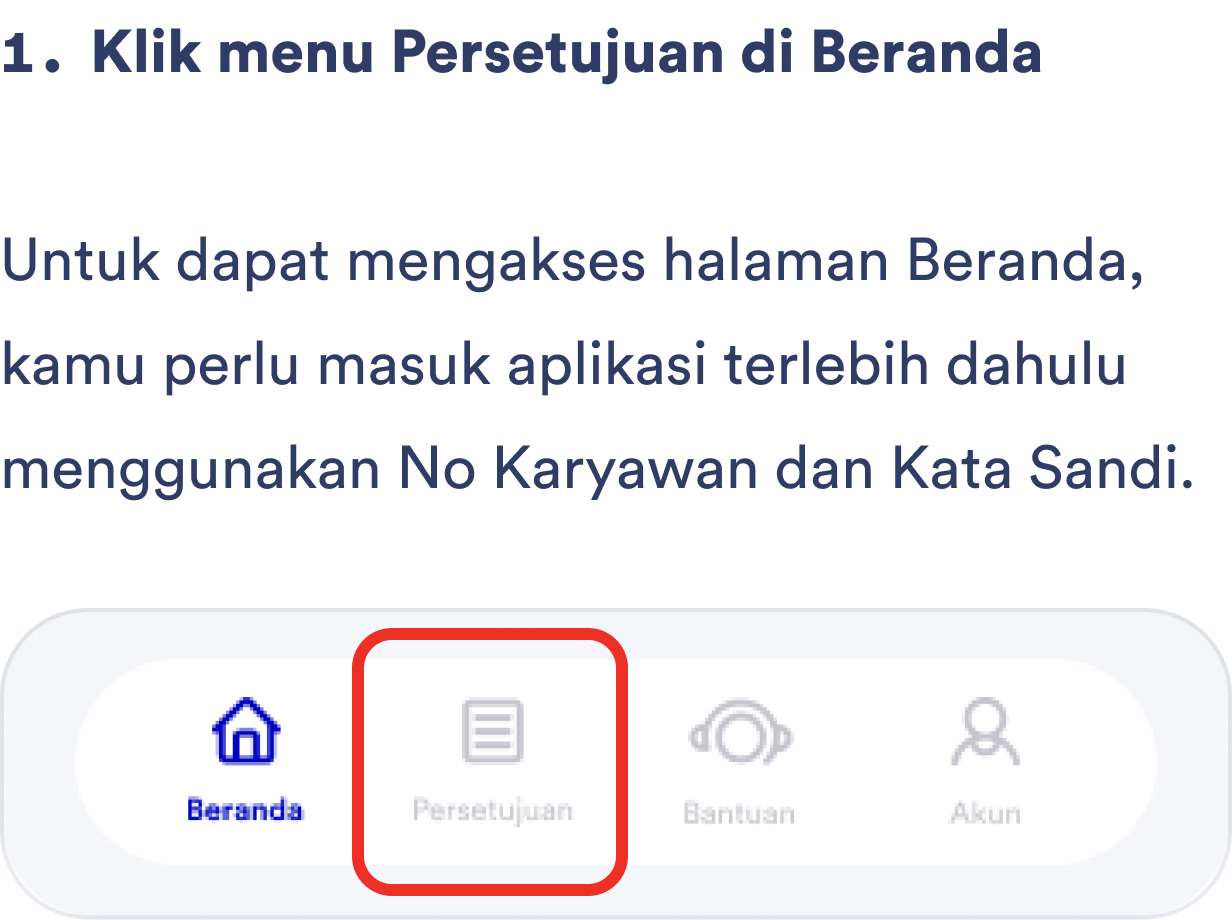 1. Klik menu Persetujuan di Beranda
Untuk dapat mengakses halaman Beranda,
kamu perlu masuk aplikasi terlebih dahulu
menggunakan No Karyawan dan Kata Sandi.
Beranda Persetujuan Bantuan Akun